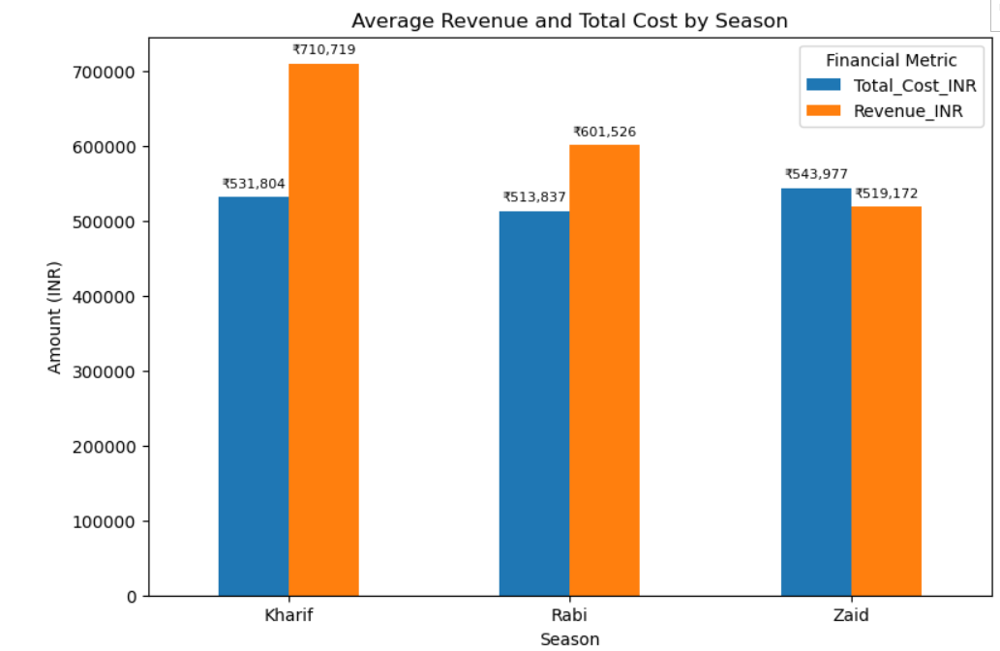 Average Revenue and Total Cost by Season
Financial Metric
Total_Cost_INR
Revenue_INR
Amount (INR)
700000
600000
500000
400000
300000
200000
100000
0
₹531,804
₹710,719
₹513,837
₹601,526
₹543,977
₹519,172
Kharif
Rabi
Zaid
Season